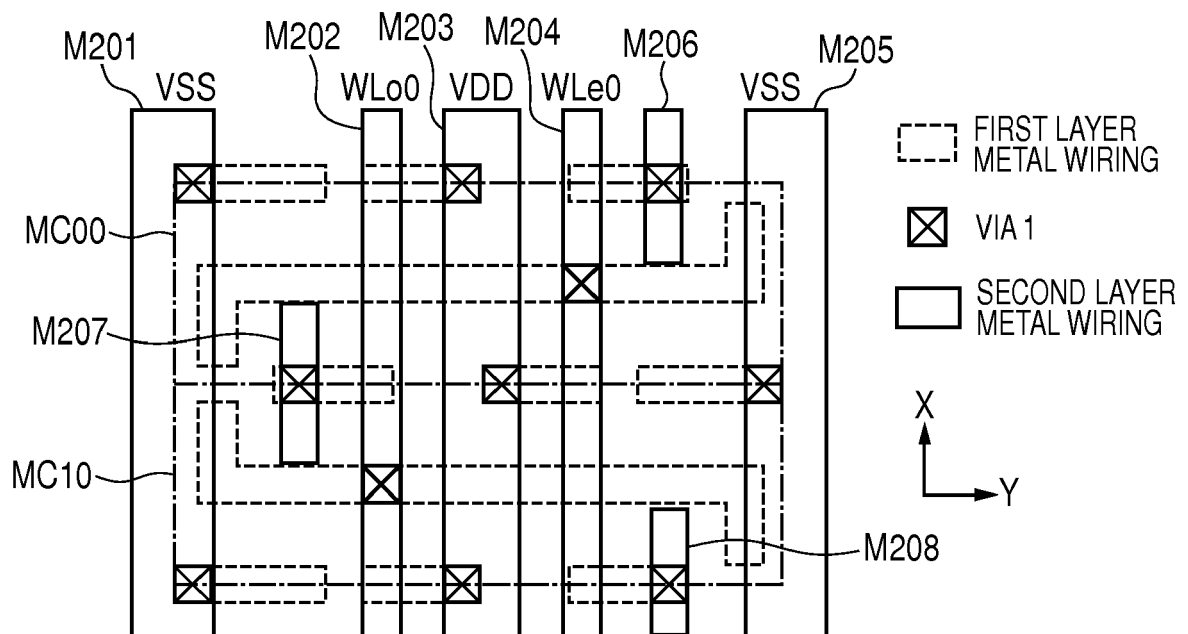 M201
M202
M203
M204
M206
M205
VSS
WLo0
VDD
WLe0
VSS
FIRST LAYER
METAL WIRING
MC00
VIA 1
M207
SECOND LAYER
METAL WIRING
X
MC10
Y
M208